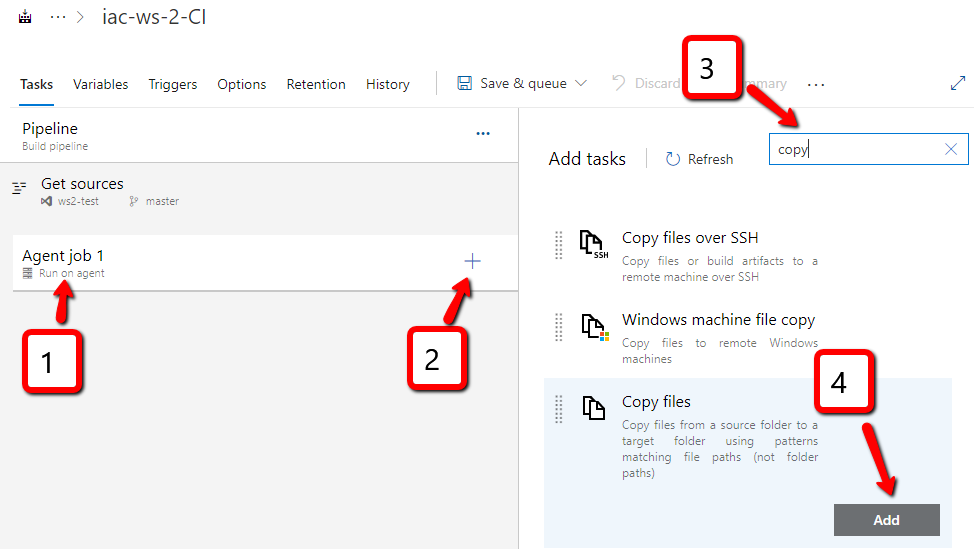 ··· > iac-ws-2-CI
Tasks Variables Triggers Options Retention History Save & queue Discard mmary ···
3
Pipeline
Build pipeline
···
Get sources
ws2-test master
Agent job 1
Run on agent
1
2
Add tasks Refresh copy
Copy files over SSH
SSH
Copy files or build artifacts to a
remote machine over SSH
Windows machine file copy
Copy files to remote Windows
machines
4
Copy files
Copy files from a source folder to a
target folder using patterns
matching file paths (not folder
paths)
Add